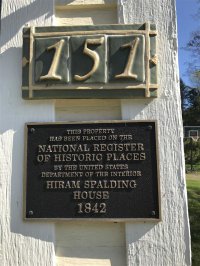 151
THIS PROPERTY
HAS BEEN PLACED ON THE
NATIONAL REGISTER
OF HISTORIC PLACES
BY THE UNITED STATES
DEPARTMENT OF THE INTERIOR
HIRAM SPALDING
HOUSE
1842